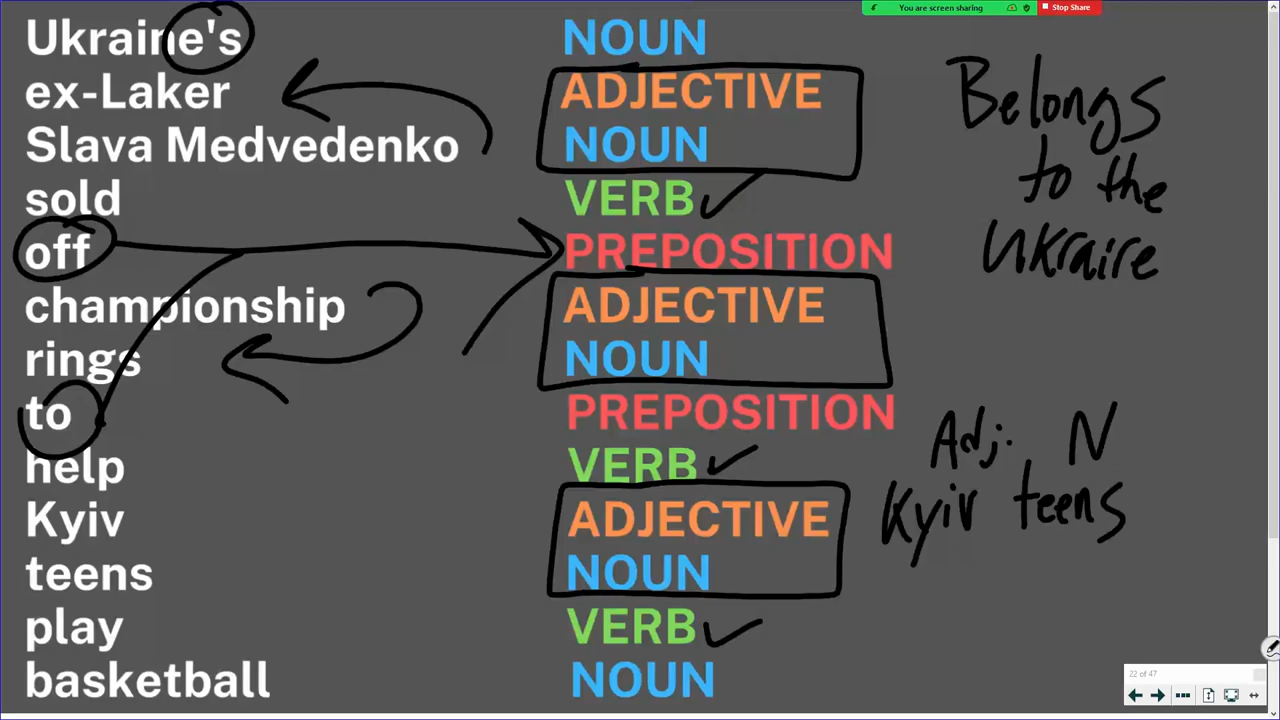 You are screen sharing Stop Share
Ukraine's NOUN
ex-Laker ADJECTIVE
Slava Medvedenko NOUN
sold VERB
off PREPOSITION
championship ADJECTIVE
rings NOUN
to PREPOSITION
help VERB
Kyiv ADJECTIVE
teens NOUN
play VERB
basketball NOUN
Belongs
to the
Ukraire
Adj. N
Kyiv teens
22 of 47